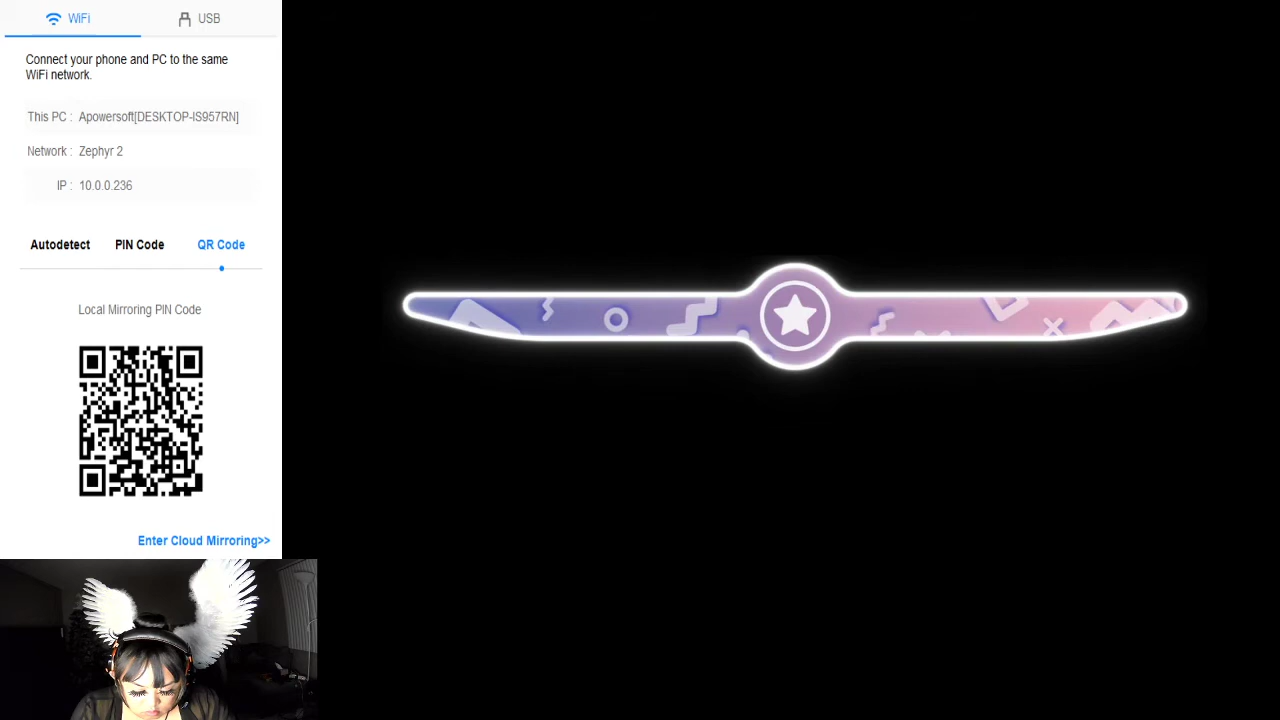 WiFi
USB
Connect your phone and PC to the same
WiFi network.
This PC : Apowersoft[DESKTOP-IS957RN]
Network : Zephyr 2
IP : 10.0.0.236
Autodetect PIN Code QR Code
Local Mirroring PIN Code
Enter Cloud Mirroring>>